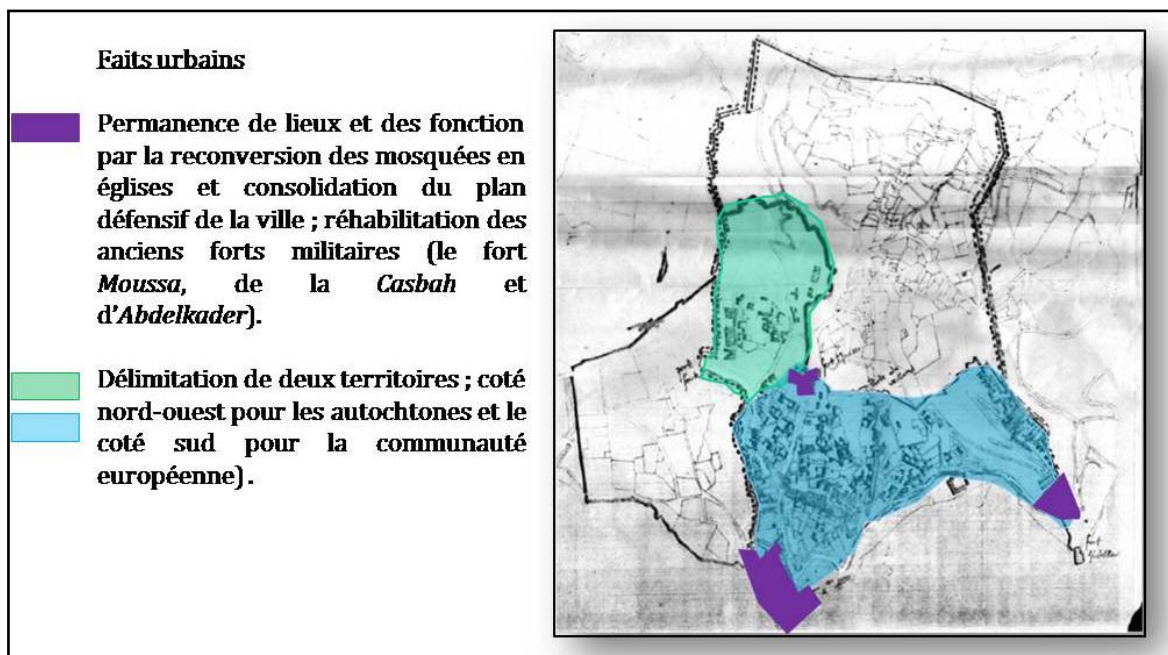 Faits urbains
Permanence de lieux et des fonction
par la reconversion des mosquées en
églises et consolidation du plan
défensif de la ville ; réhabilitation des
anciens forts militaires (le fort
Moussa, de la Casbah et
d'Abdelkader).
Délimitation de deux territoires ; coté
nord-ouest pour les autochtones et le
coté sud pour la communauté
européenne) .
fort